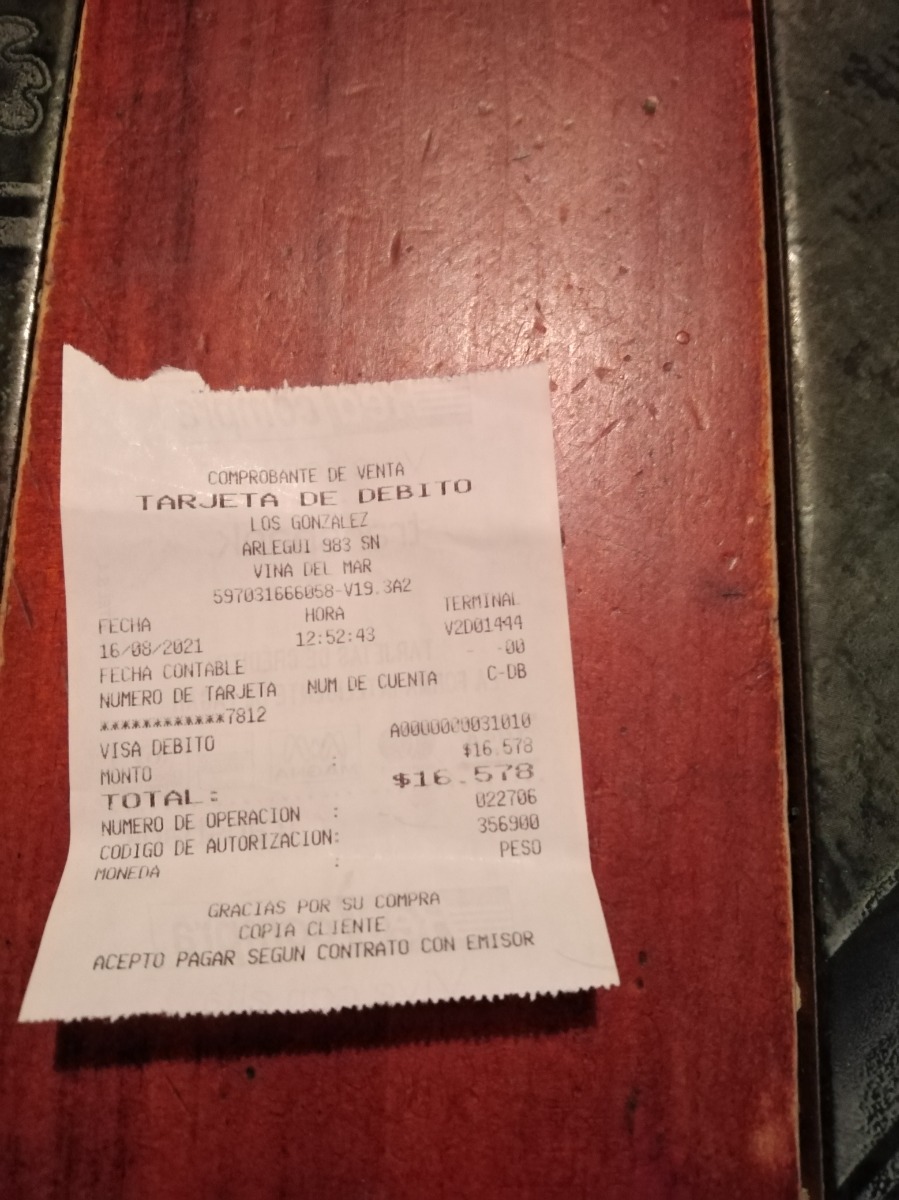 COMPROBANTE DE VENTA
TARJETA DE DEBITO
LOS GONZALEZ
ARLEGUI 983 SN
VINA DEL MAR
597031666058-V19.3A2
FECHA HORA TERMINAL
16/08/2021 12:52:43 V2D01444
FECHA CONTABLE - -00
NUMERO DE TARJETA NUM DE CUENTA C-DB
************7812
VISA DEBITO A0000000031010
MONTO : $16.578
TOTAL: $16.578
NUMERO DE OPERACION : 022706
CODIGO DE AUTORIZACION: 356900
MONEDA : PESO
GRACIAS POR SU COMPRA
COPIA CLIENTE
ACEPTO PAGAR SEGUN CONTRATO CON EMISOR